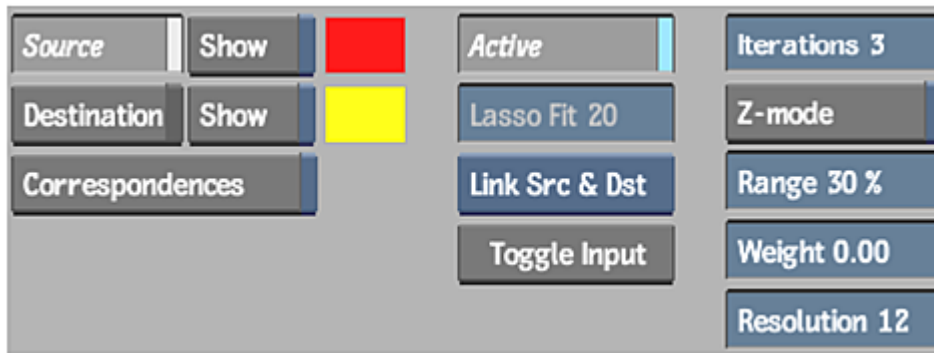 Source Show Active Iterations 3
Destination Show Lasso Fit 20 Z-mode
Correspondences Link Src & Dst Range 30 %
Toggle Input Weight 0.00
Resolution 12